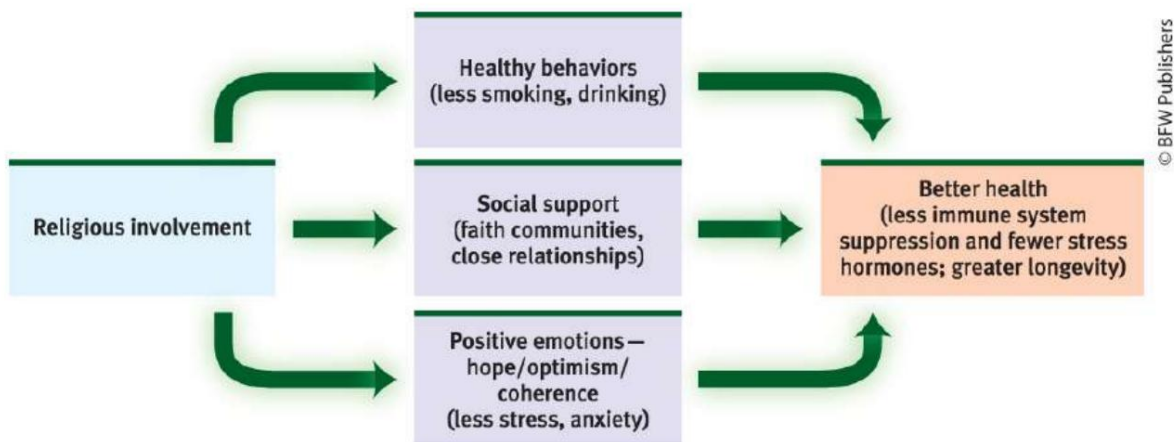 Religious involvement
Healthy behaviors
(less smoking, drinking)
Social support
(faith communities,
close relationships)
Positive emotions—
hope/optimism/
coherence
(less stress, anxiety)
Better health
(less immune system
suppression and fewer stress
hormones; greater longevity)
© BFW Publishers